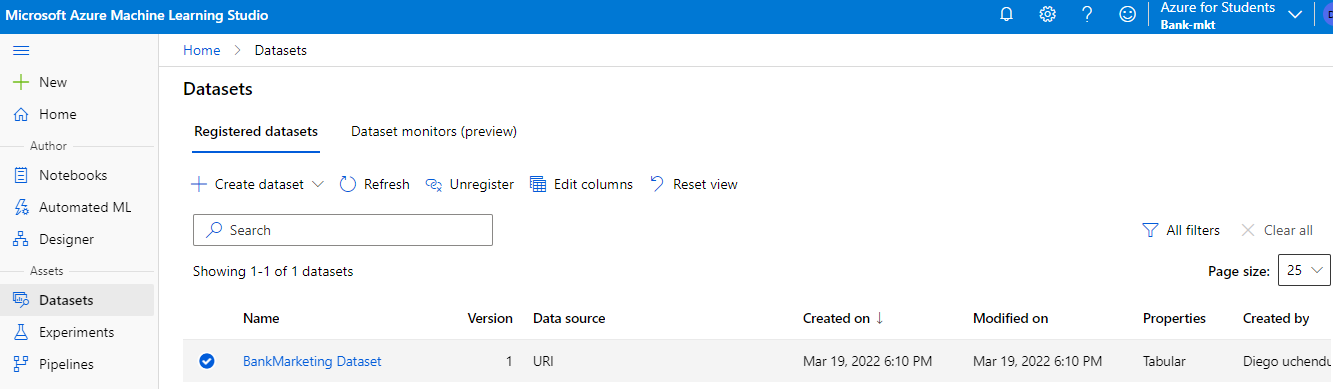 Microsoft Azure Machine Learning Studio
Azure for Students
Bank-mkt
Home > Datasets
New
Home
Author
Notebooks
Automated ML
Designer
Assets
Datasets
Experiments
Pipelines
Datasets
Registered datasets Dataset monitors (preview)
Create dataset Refresh Unregister Edit columns Reset view
Search
All filters Clear all
Showing 1-1 of 1 datasets
Page size: 25
Name Version Data source Created on ↓ Modified on Properties Created by
BankMarketing Dataset 1 URI Mar 19, 2022 6:10 PM Mar 19, 2022 6:10 PM Tabular Diego uchendu